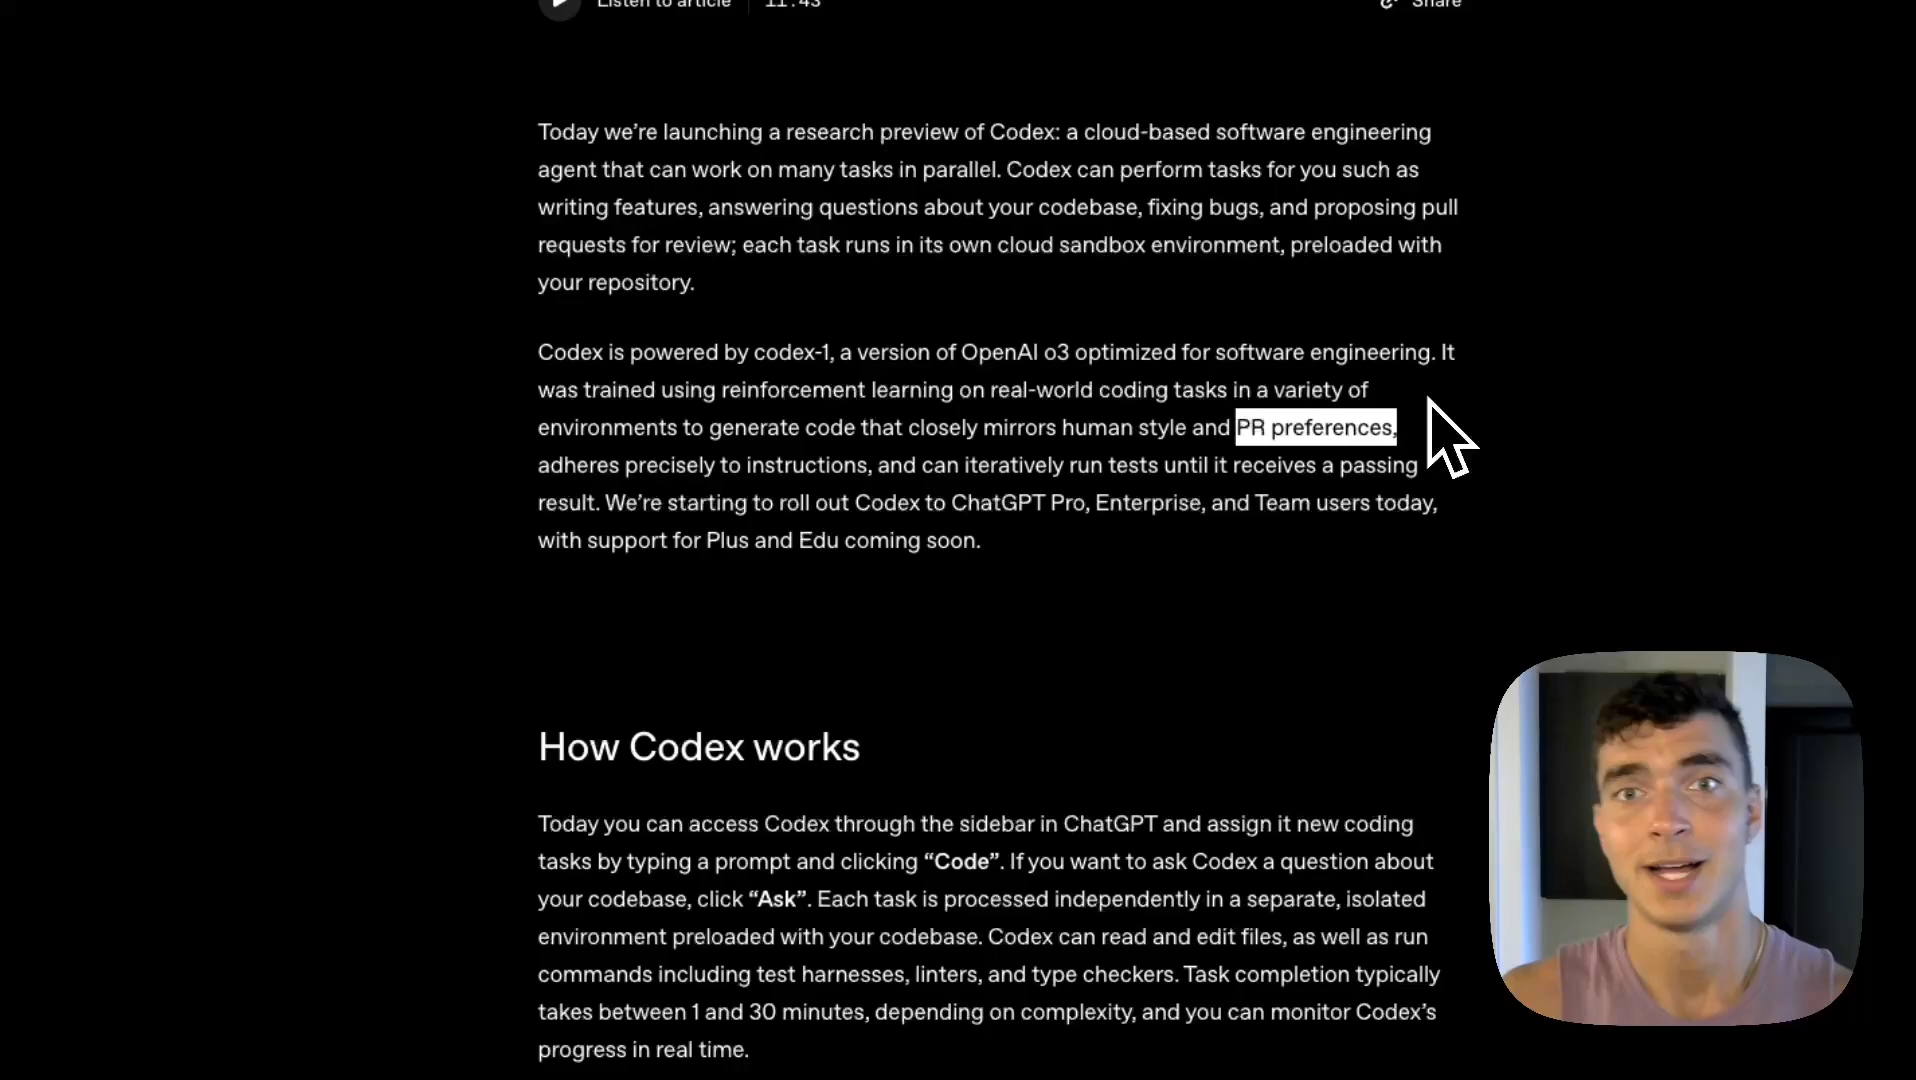 Listen to article 11:43 Share
Today we’re launching a research preview of Codex: a cloud-based software engineering
agent that can work on many tasks in parallel. Codex can perform tasks for you such as
writing features, answering questions about your codebase, fixing bugs, and proposing pull
requests for review; each task runs in its own cloud sandbox environment, preloaded with
your repository.
Codex is powered by codex-1, a version of OpenAI o3 optimized for software engineering. It
was trained using reinforcement learning on real-world coding tasks in a variety of
environments to generate code that closely mirrors human style and PR preferences,
adheres precisely to instructions, and can iteratively run tests until it receives a passing
result. We’re starting to roll out Codex to ChatGPT Pro, Enterprise, and Team users today,
with support for Plus and Edu coming soon.
How Codex works
Today you can access Codex through the sidebar in ChatGPT and assign it new coding
tasks by typing a prompt and clicking “Code”. If you want to ask Codex a question about
your codebase, click “Ask”. Each task is processed independently in a separate, isolated
environment preloaded with your codebase. Codex can read and edit files, as well as run
commands including test harnesses, linters, and type checkers. Task completion typically
takes between 1 and 30 minutes, depending on complexity, and you can monitor Codex’s
progress in real time.